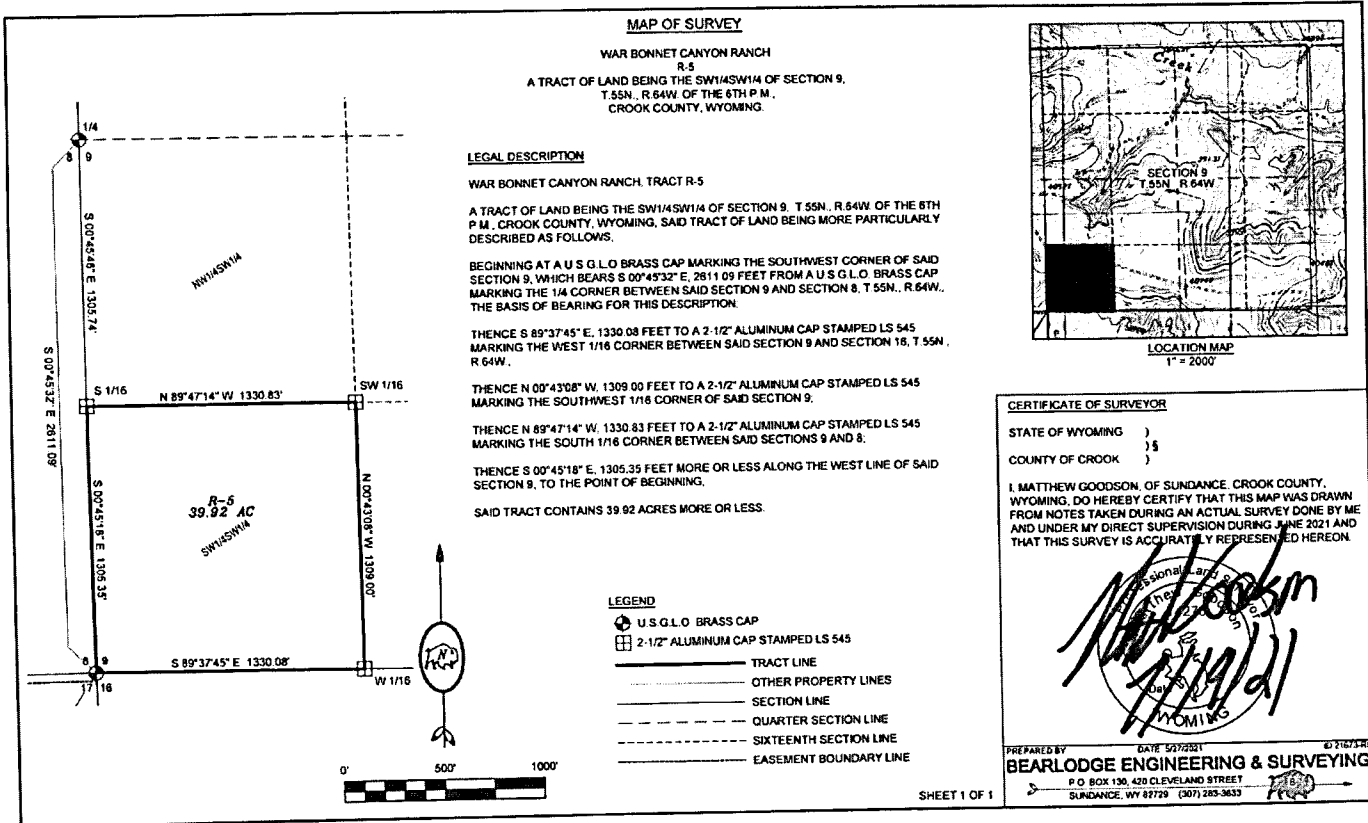 MAP OF SURVEY
WAR BONNET CANYON RANCH
R-5
A TRACT OF LAND BEING THE SW1/4SW1/4 OF SECTION 9,
T.55N., R.64W. OF THE 6TH P.M.,
CROOK COUNTY, WYOMING.
1/4
8 9
S 00°45'46" E 1305.74'
NW1/4SW1/4
S 00°45'32" E 2611.09'
S 1/16
N 89°47'14" W 1330.83'
SW 1/16
S 00°45'18" E 1305.35'
R-5
39.92 AC
SW1/4SW1/4
N 00°43'08" W 1309.00'
8 9
17 16
S 89°37'45" E 1330.08'
W 1/16
LEGAL DESCRIPTION
WAR BONNET CANYON RANCH, TRACT R-5
A TRACT OF LAND BEING THE SW1/4SW1/4 OF SECTION 9, T.55N., R.64W. OF THE 6TH
P.M., CROOK COUNTY, WYOMING, SAID TRACT OF LAND BEING MORE PARTICULARLY
DESCRIBED AS FOLLOWS,
BEGINNING AT A U.S.G.L.O BRASS CAP MARKING THE SOUTHWEST CORNER OF SAID
SECTION 9, WHICH BEARS S 00°45'32" E, 2611.09 FEET FROM A U.S.G.L.O. BRASS CAP
MARKING THE 1/4 CORNER BETWEEN SAID SECTION 9 AND SECTION 8, T.55N., R.64W.,
THE BASIS OF BEARING FOR THIS DESCRIPTION;
THENCE S 89°37'45" E, 1330.08 FEET TO A 2-1/2" ALUMINUM CAP STAMPED LS 545
MARKING THE WEST 1/16 CORNER BETWEEN SAID SECTION 9 AND SECTION 16, T.55N.,
R.64W.,
THENCE N 00°43'08" W, 1309.00 FEET TO A 2-1/2" ALUMINUM CAP STAMPED LS 545
MARKING THE SOUTHWEST 1/16 CORNER OF SAID SECTION 9;
THENCE N 89°47'14" W, 1330.83 FEET TO A 2-1/2" ALUMINUM CAP STAMPED LS 545
MARKING THE SOUTH 1/16 CORNER BETWEEN SAID SECTIONS 9 AND 8;
THENCE S 00°45'18" E, 1305.35 FEET MORE OR LESS ALONG THE WEST LINE OF SAID
SECTION 9, TO THE POINT OF BEGINNING,
SAID TRACT CONTAINS 39.92 ACRES MORE OR LESS.
N
LEGEND
U.S.G.L.O BRASS CAP
2-1/2" ALUMINUM CAP STAMPED LS 545
TRACT LINE
OTHER PROPERTY LINES
SECTION LINE
QUARTER SECTION LINE
SIXTEENTH SECTION LINE
EASEMENT BOUNDARY LINE
0' 500' 1000'
SHEET 1 OF 1
Creek
SECTION 9
T.55N., R.64W.
LOCATION MAP
1" = 2000'
CERTIFICATE OF SURVEYOR
STATE OF WYOMING )
) §
COUNTY OF CROOK )
I, MATTHEW GOODSON, OF SUNDANCE, CROOK COUNTY,
WYOMING, DO HEREBY CERTIFY THAT THIS MAP WAS DRAWN
FROM NOTES TAKEN DURING AN ACTUAL SURVEY DONE BY ME
AND UNDER MY DIRECT SUPERVISION DURING JUNE 2021 AND
THAT THIS SURVEY IS ACCURATELY REPRESENTED HEREON.
7/19/21
WYOMING
PREPARED BY DATE 5/27/2021
BEARLODGE ENGINEERING & SURVEYING
P.O. BOX 130, 420 CLEVELAND STREET
SUNDANCE, WY 82729 (307) 283-3633